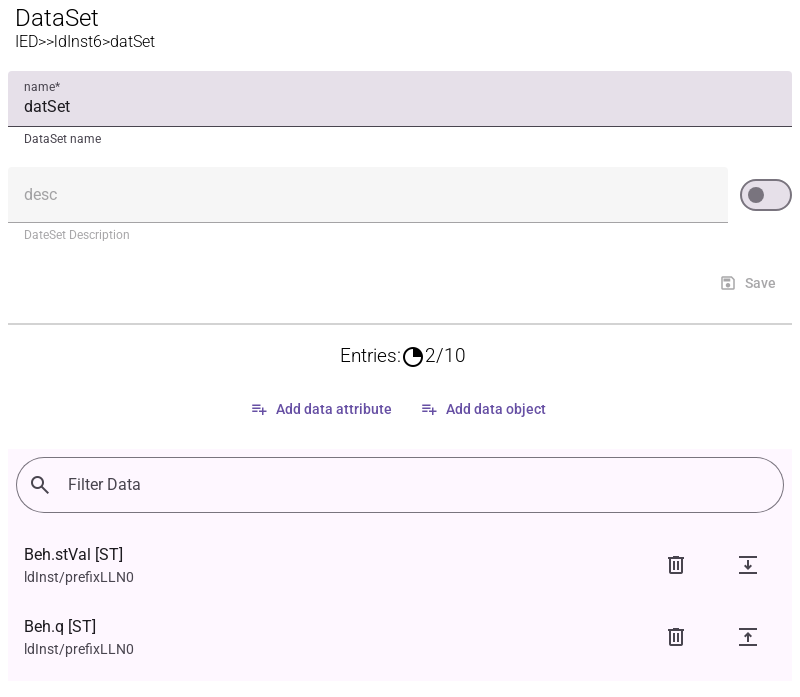 DataSet
IED>>ldInst6>datSet
name*
datSet
DataSet name
desc
DateSet Description
Save
Entries: 2/10
Add data attribute
Add data object
Filter Data
Beh.stVal [ST]
ldInst/prefixLLN0
Beh.q [ST]
ldInst/prefixLLN0